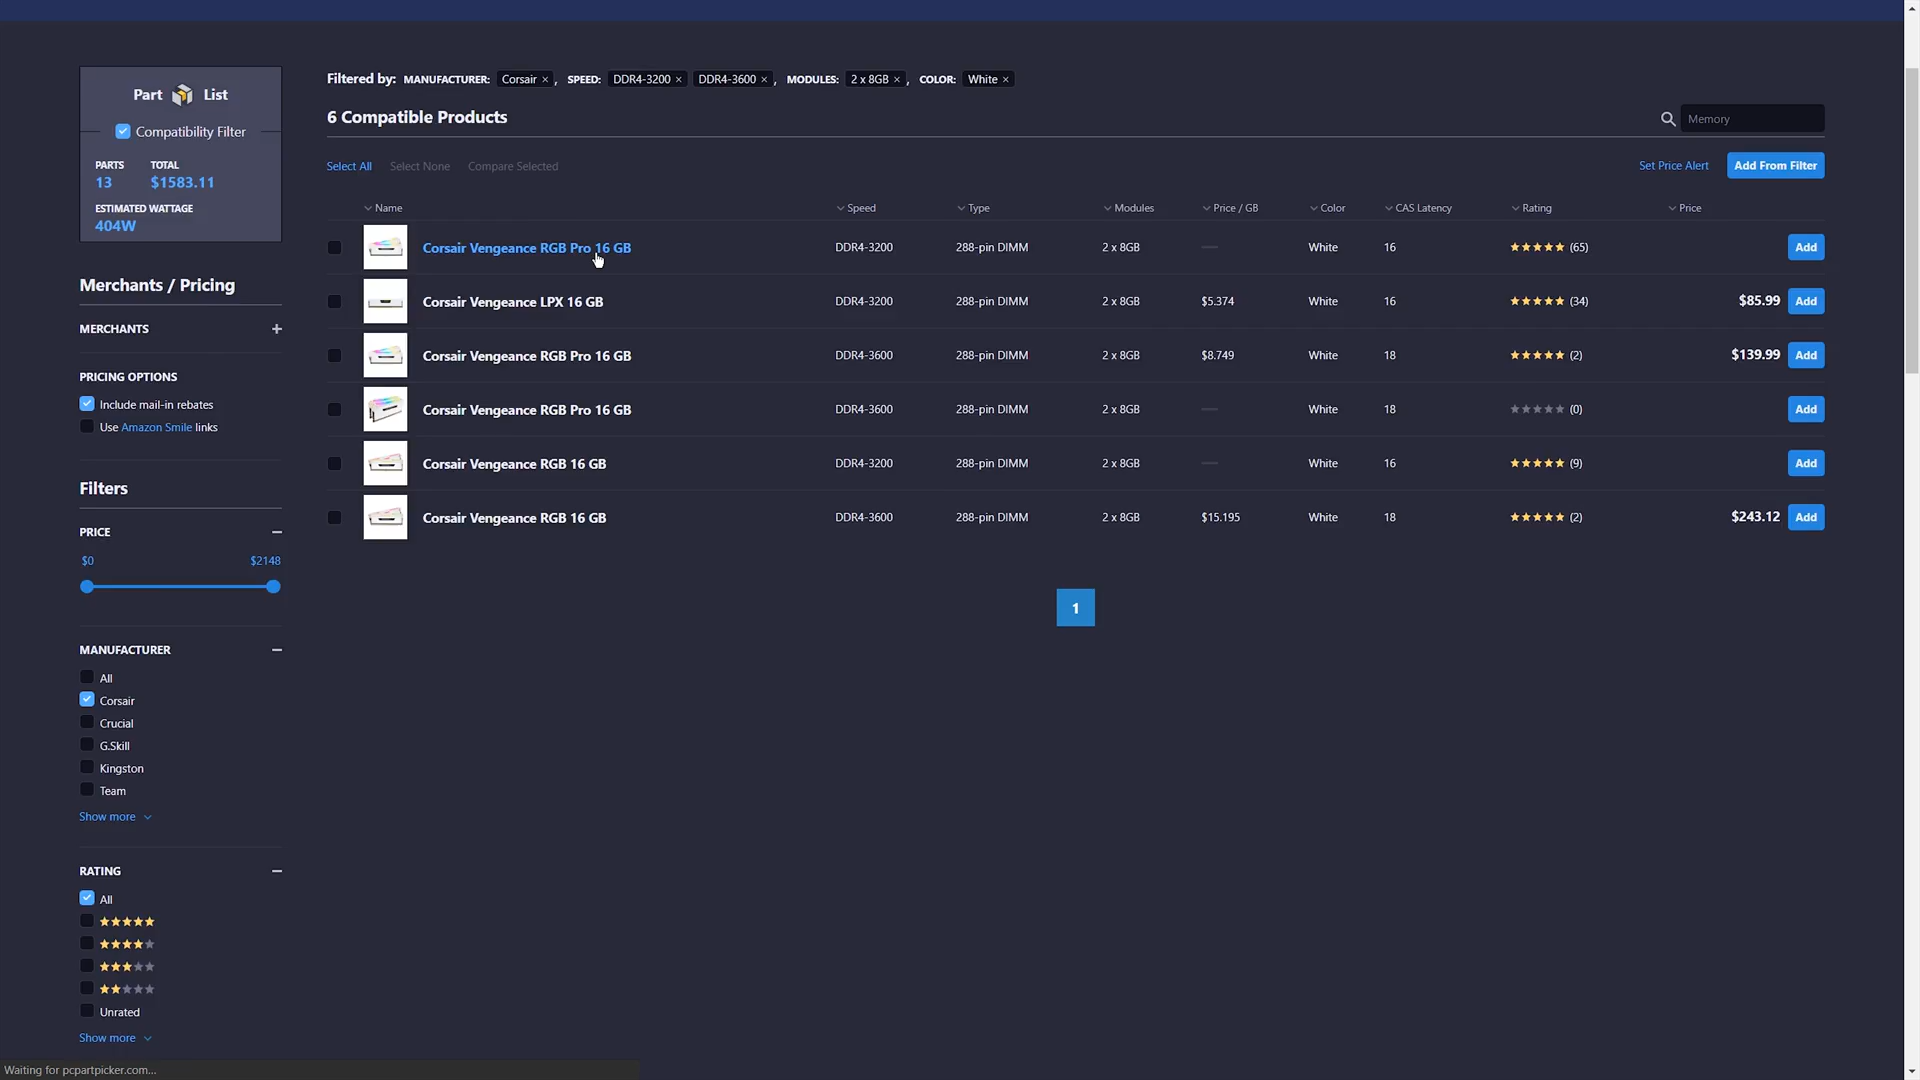 Part List
Compatibility Filter
PARTS TOTAL
13 $1583.11
ESTIMATED WATTAGE
404W
Merchants / Pricing
MERCHANTS
PRICING OPTIONS
Include mail-in rebates
Use Amazon Smile links
Filters
PRICE
$0 $2148
MANUFACTURER
All
Corsair
Crucial
G.Skill
Kingston
Team
Show more
RATING
All
Unrated
Show more
Filtered by: MANUFACTURER: Corsair ×, SPEED: DDR4-3200 × DDR4-3600 ×, MODULES: 2 x 8GB ×, COLOR: White ×
6 Compatible Products
Memory
Select All Select None Compare Selected
Set Price Alert Add From Filter
Name Speed Type Modules Price / GB Color CAS Latency Rating Price
Corsair Vengeance RGB Pro 16 GB DDR4-3200 288-pin DIMM 2 x 8GB — White 16 (65) Add
Corsair Vengeance LPX 16 GB DDR4-3200 288-pin DIMM 2 x 8GB $5.374 White 16 (34) $85.99 Add
Corsair Vengeance RGB Pro 16 GB DDR4-3600 288-pin DIMM 2 x 8GB $8.749 White 18 (2) $139.99 Add
Corsair Vengeance RGB Pro 16 GB DDR4-3600 288-pin DIMM 2 x 8GB — White 18 (0) Add
Corsair Vengeance RGB 16 GB DDR4-3200 288-pin DIMM 2 x 8GB — White 16 (9) Add
Corsair Vengeance RGB 16 GB DDR4-3600 288-pin DIMM 2 x 8GB $15.195 White 18 (2) $243.12 Add
1
Waiting for pcpartpicker.com...